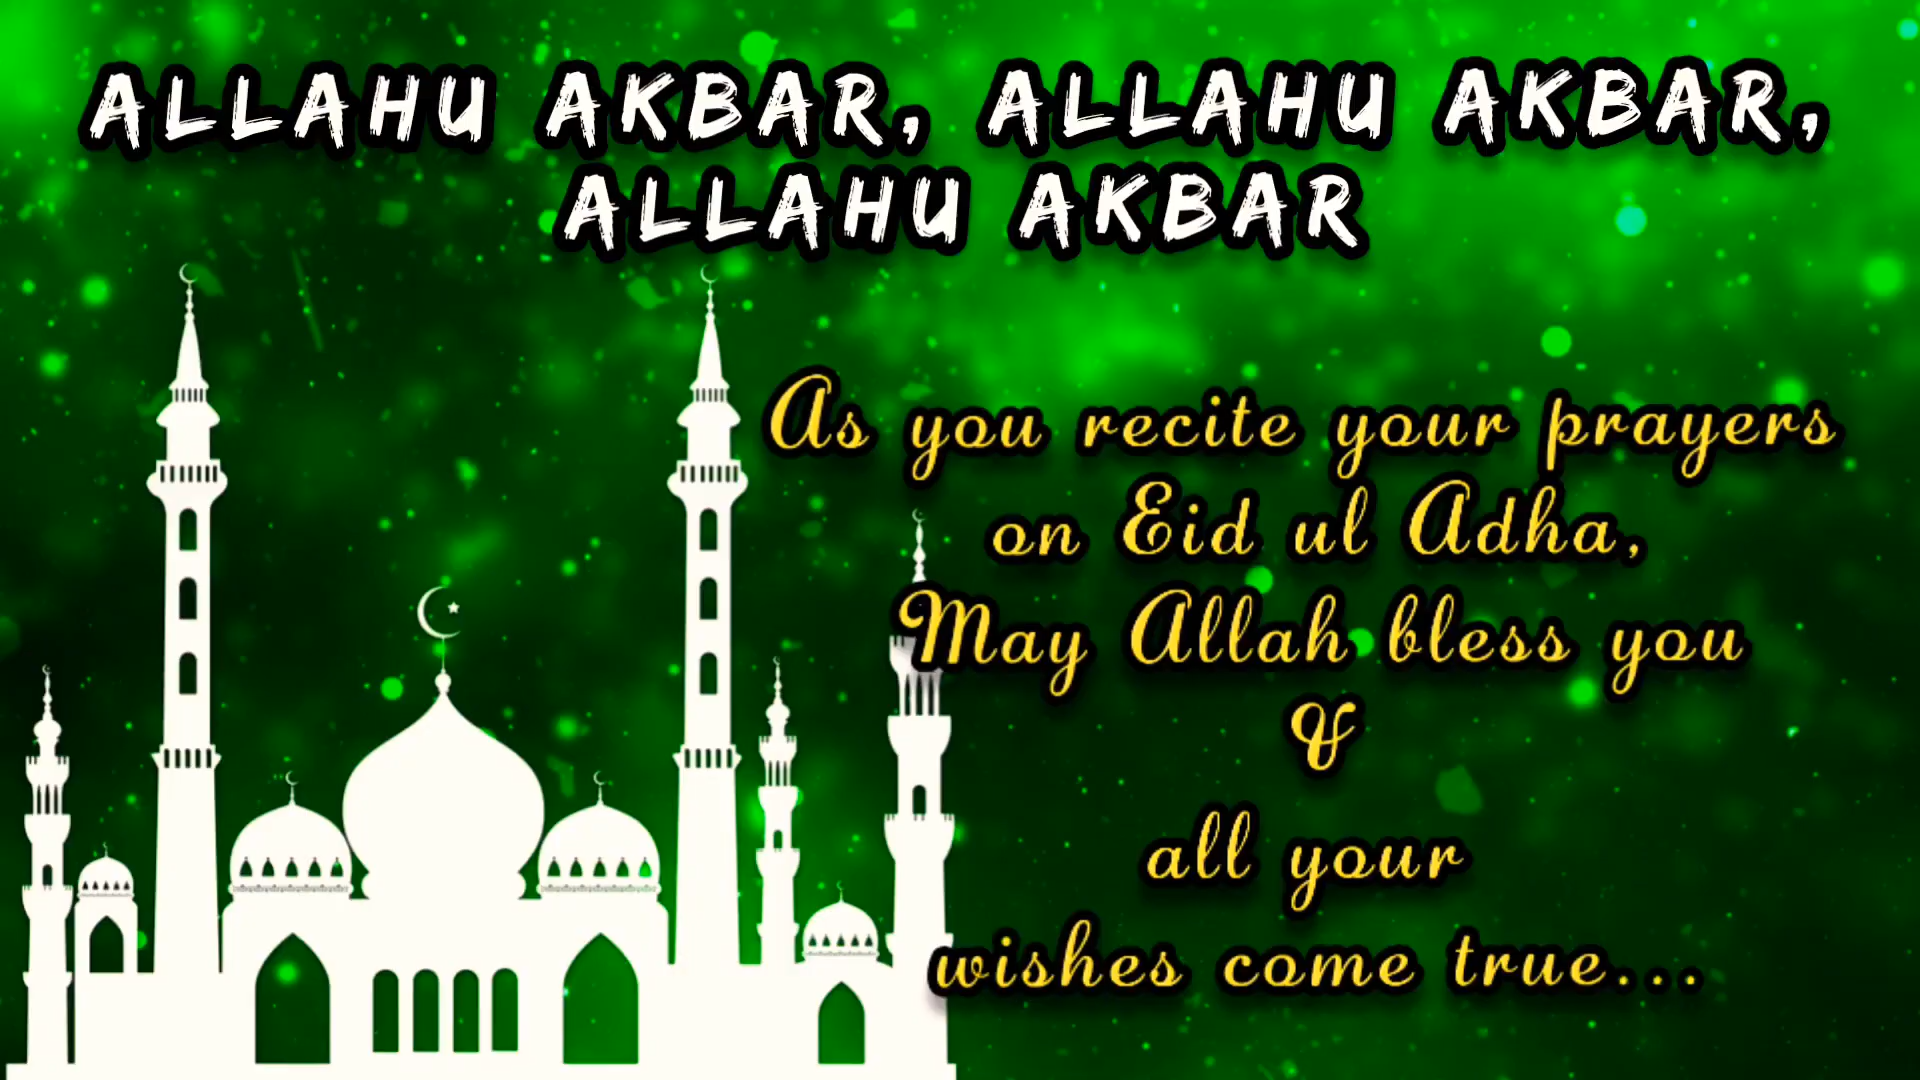 ALLAHU AKBAR, ALLAHU AKBAR,
ALLAHU AKBAR
As you recite your prayers
on Eid ul Adha,
May Allah bless you
&
all your
wishes come true...